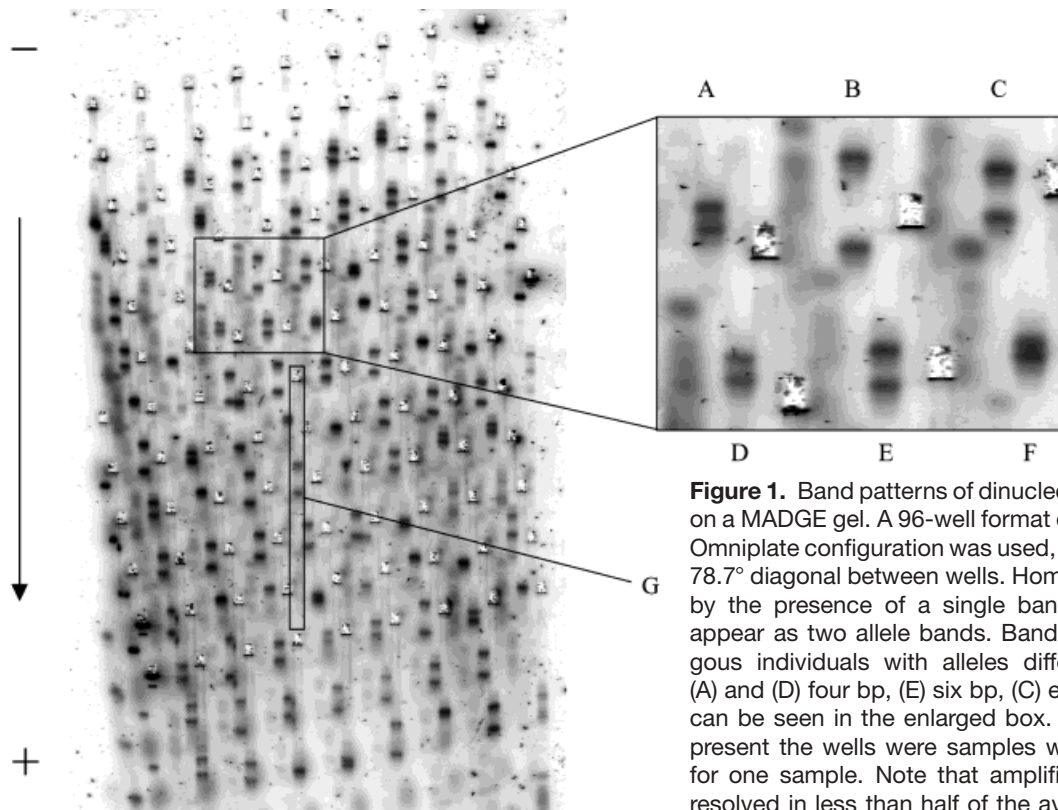 −
A B C
D E F
G
+
Figure 1. Band patterns of dinucle
on a MADGE gel. A 96-well format
Omniplate configuration was used,
78.7° diagonal between wells. Hom
by the presence of a single ban
appear as two allele bands. Band
gous individuals with alleles diff
(A) and (D) four bp, (E) six bp, (C) e
can be seen in the enlarged box.
present the wells were samples w
for one sample. Note that amplifi
resolved in less than half of the av